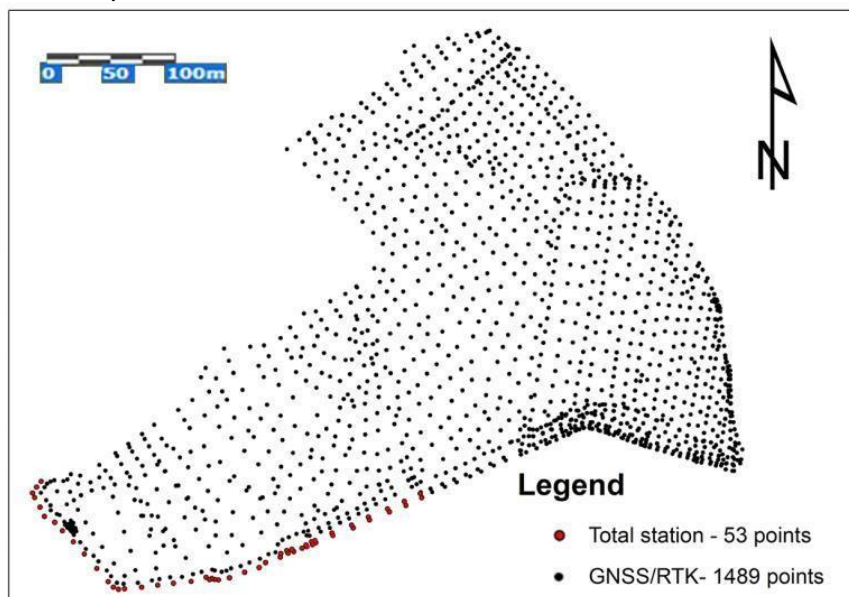 0 50 100m
N
Legend
Total station - 53 points
GNSS/RTK- 1489 points